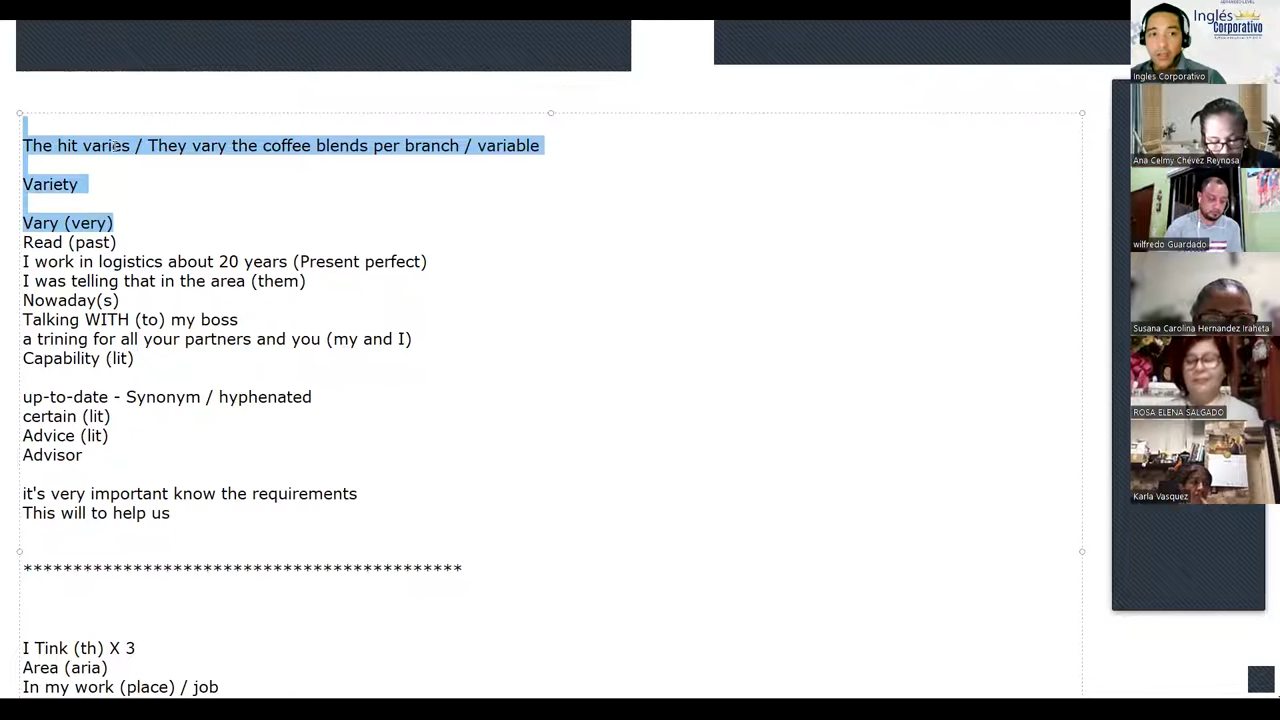 The hit varies / They vary the coffee blends per branch / variable
Variety
Vary (very)
Read (past)
I work in logistics about 20 years (Present perfect)
I was telling that in the area (them)
Nowaday(s)
Talking WITH (to) my boss
a trining for all your partners and you (my and I)
Capability (lit)
up-to-date - Synonym / hyphenated
certain (lit)
Advice (lit)
Advisor
it's very important know the requirements
This will to help us
*******************************************
I Tink (th) X 3
Area (aria)
In my work (place) / job
Inglés
Corporativo
Ingles Corporativo
Ana Celmy Chévez Reynosa
wilfredo Guardado
Susana Carolina Hernandez Iraheta
ROSA ELENA SALGADO
Karla Vasquez